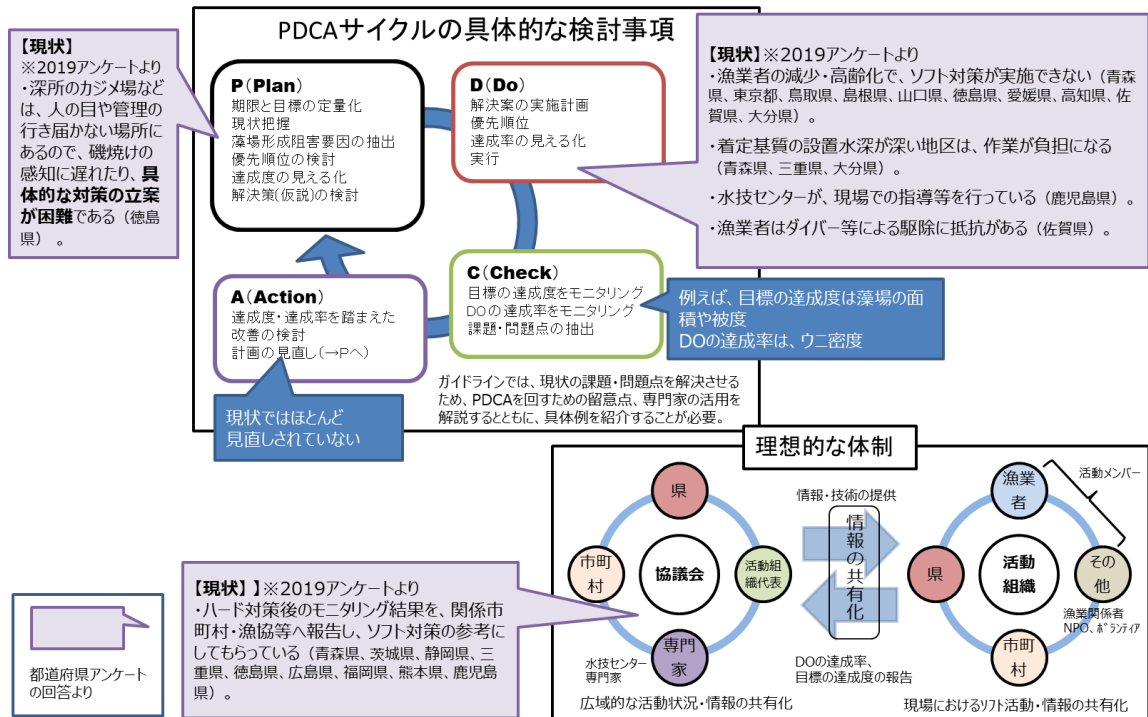 PDCAサイクルの具体的な検討事項
【現状】
※2019アンケートより
・深所のカジメ場など
は、人の目や管理の
行き届かない場所に
あるので、磯焼けの
感知に遅れたり、具
体的な対策の立案
が困難である（徳島
県）。
P（Plan）
期限と目標の定量化
現状把握
藻場形成阻害要因の抽出
優先順位の検討
達成度の見える化
解決策(仮説)の検討
D（Do）
解決案の実施計画
優先順位
達成率の見える化
実行
【現状】※2019アンケートより
・漁業者の減少・高齢化で、ソフト対策が実施できない（青森
県、東京都、鳥取県、島根県、山口県、徳島県、愛媛県、高知県、佐
賀県、大分県）。
・着定基質の設置水深が深い地区は、作業が負担になる
（青森県、三重県、大分県）。
・水技センターが、現場での指導等を行っている（鹿児島県）。
・漁業者はダイバー等による駆除に抵抗がある（佐賀県）。
A（Action）
達成度・達成率を踏まえた
改善の検討
計画の見直し(→Pへ)
C（Check）
目標の達成度をモニタリング
DOの達成率をモニタリング
課題・問題点の抽出
例えば、目標の達成度は藻場の面
積や被度
DOの達成率は、ウニ密度
現状ではほとんど
見直しされていない
ガイドラインでは、現状の課題・問題点を解決させる
ため、PDCAを回すための留意点、専門家の活用を
解説するとともに、具体例を紹介することが必要。
理想的な体制
県
市町
村
協議会
活動組
織代表
専門
家
水技センター
専門家
広域的な活動状況・情報の共有化
情報・技術の提供
情報の共有化
DOの達成率、
目標の達成度の報告
漁業
者
活動メンバー
県
活動
組織
その
他
漁業関係者
NPO、ボランティア
市町
村
現場におけるソフト活動・情報の共有化
【現状】】※2019アンケートより
・ハード対策後のモニタリング結果を、関係市
町村・漁協等へ報告し、ソフト対策の参考に
してもらっている（青森県、茨城県、静岡県、三
重県、徳島県、広島県、福岡県、熊本県、鹿児島
県）。
都道府県アンケート
の回答より